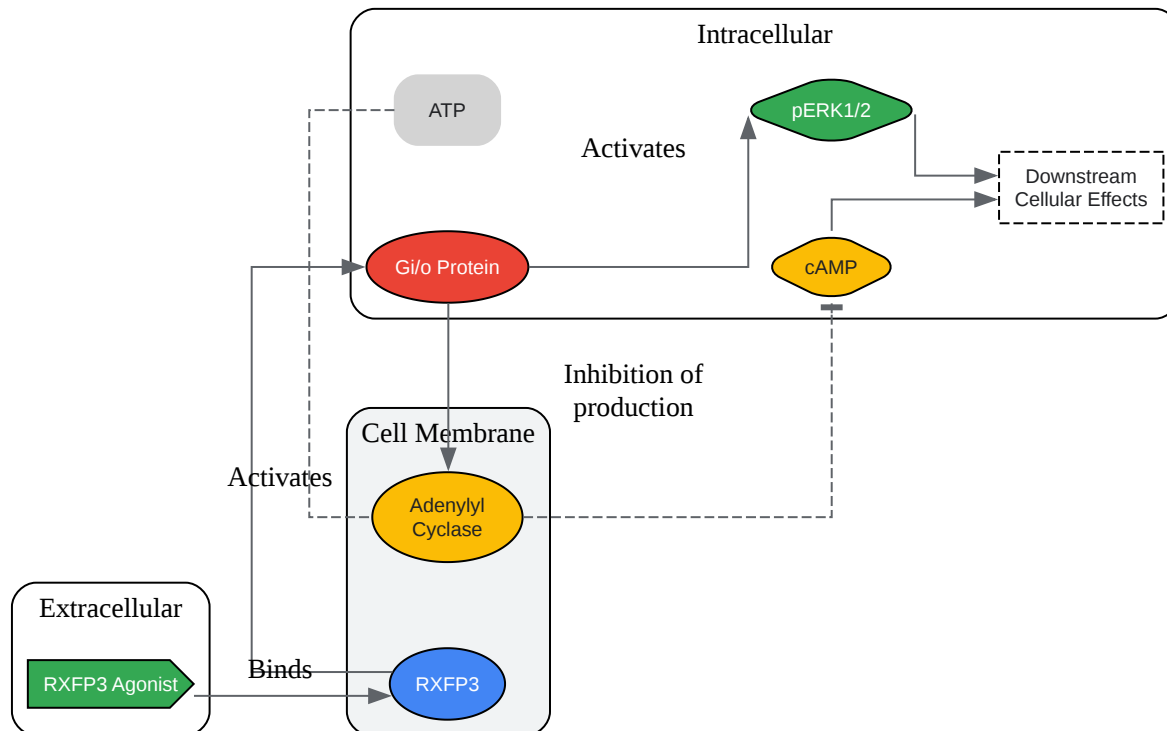 Intracellular
ATP
pERK1/2
Activates
Downstream
Cellular Effects
Gi/o Protein
cAMP
Inhibition of
production
Cell Membrane
Activates
Adenylyl
Cyclase
Extracellular
Binds
RXFP3 Agonist
RXFP3